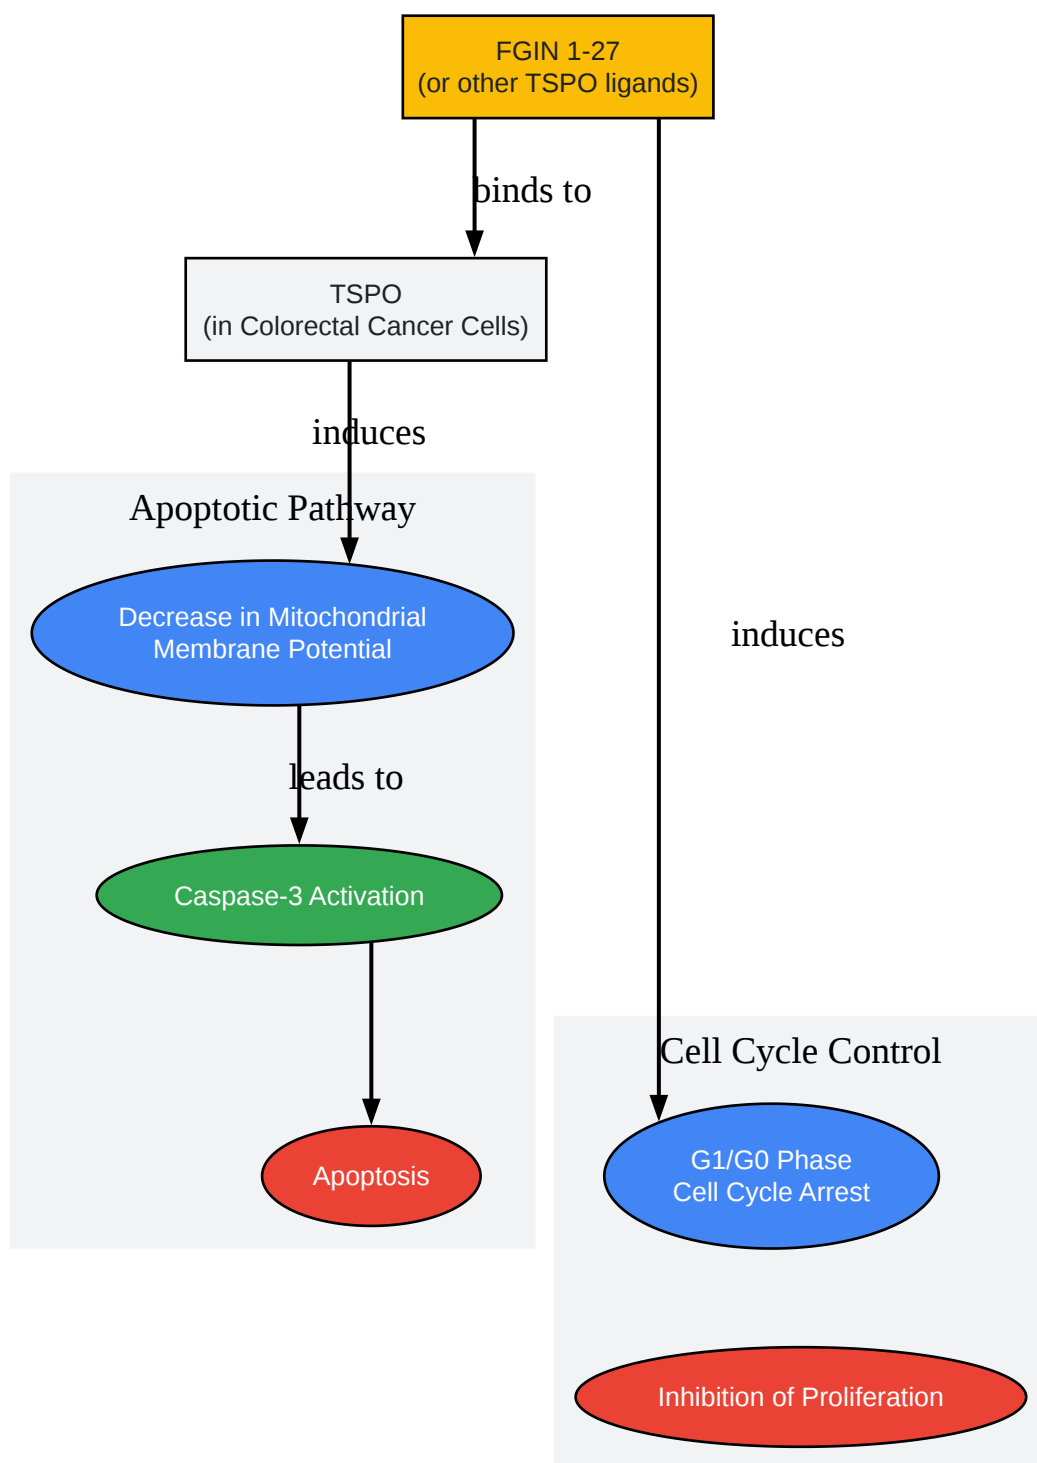 FGIN 1-27
(or other TSPO ligands)
binds to
TSPO
(in Colorectal Cancer Cells)
induces
Apoptotic Pathway
Decrease in Mitochondrial
Membrane Potential
induces
leads to
Caspase-3 Activation
Cell Cycle Control
Apoptosis
G1/G0 Phase
Cell Cycle Arrest
Inhibition of Proliferation